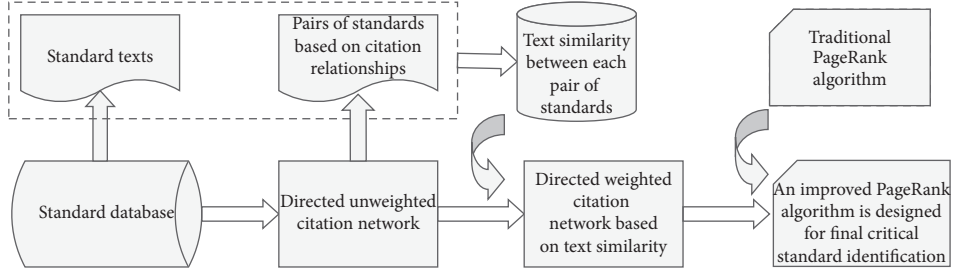 Standard texts
Pairs of standards
based on citation
relationships
Text similarity
between each
pair of
standards
Traditional
PageRank
algorithm
Standard database
Directed unweighted
citation network
Directed weighted
citation
network based
on text similarity
An improved PageRank
algorithm is designed
for final critical
standard identification